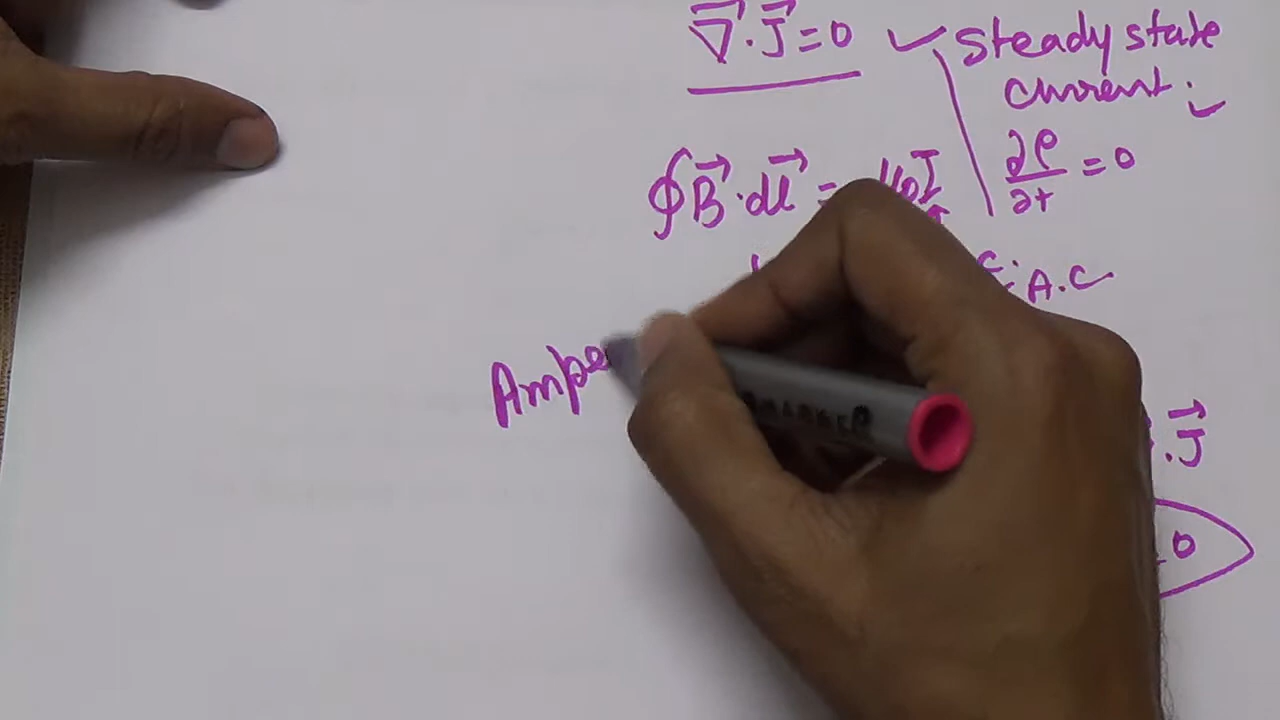 ∇⃗ · J⃗ = 0 ✓ Steady state
current. ✓
∮ B⃗ · dl⃗ = μ₀I
∂ρ/∂t = 0
A.C
Ampe
. J⃗
0